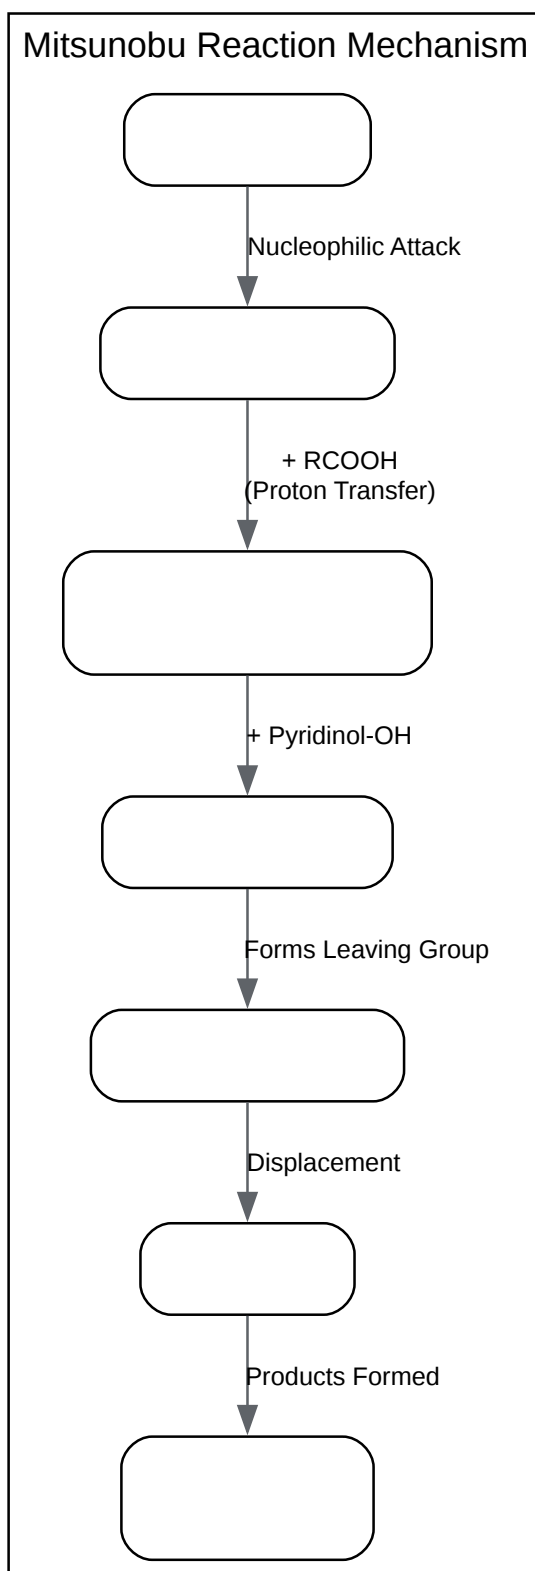 Mitsunobu Reaction Mechanism
Nucleophilic Attack
+ RCOOH
(Proton Transfer)
+ Pyridinol-OH
Forms Leaving Group
Displacement
Products Formed